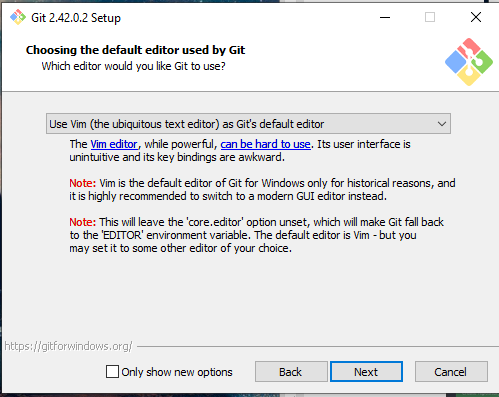 Git 2.42.0.2 Setup
Choosing the default editor used by Git
Which editor would you like Git to use?
Use Vim (the ubiquitous text editor) as Git's default editor
The Vim editor, while powerful, can be hard to use. Its user interface is
unintuitive and its key bindings are awkward.
Note: Vim is the default editor of Git for Windows only for historical reasons, and
it is highly recommended to switch to a modern GUI editor instead.
Note: This will leave the 'core.editor' option unset, which will make Git fall back
to the 'EDITOR' environment variable. The default editor is Vim - but you
may set it to some other editor of your choice.
https://gitforwindows.org/
Only show new options
Back
Next
Cancel